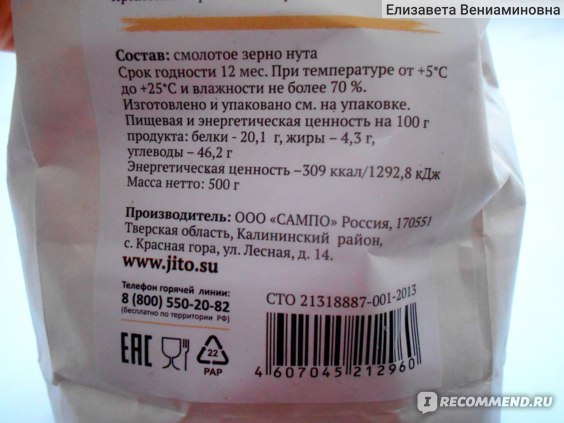 Елизавета Вениаминовна
Состав: смолотое зерно нута
Срок годности 12 мес. При температуре от +5°С
до +25°С и влажности не более 70 %.
Изготовлено и упаковано см. на упаковке.
Пищевая и энергетическая ценность на 100 г
продукта: белки - 20,1 г, жиры – 4,3 г,
углеводы – 46,2 г
Энергетическая ценность –309 ккал/1292,8 кДж
Масса нетто: 500 г
Производитель: ООО «САМПО» Россия, 170551
Тверская область, Калининский район,
с. Красная гора, ул. Лесная, д. 14.
www.jito.su
Телефон горячей линии:
8 (800) 550-20-82
(бесплатно по территории РФ)
СТО 21318887-001-2013
EAC
22
PAP
4 607045 212960
I RECOMMEND.RU